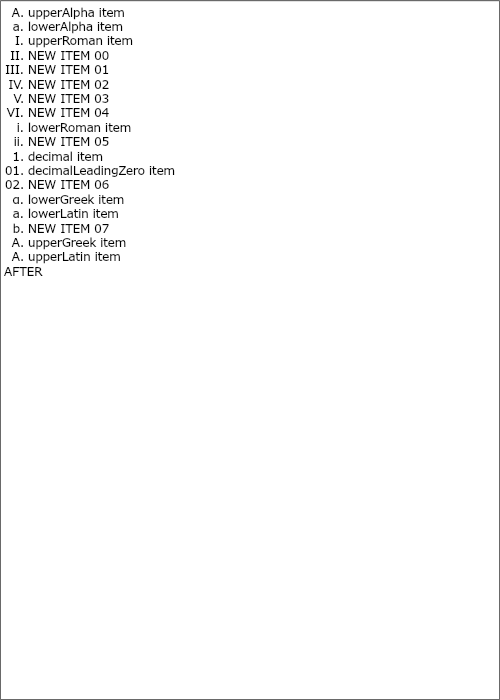 A. upperAlpha item
a. lowerAlpha item
I. upperRoman item
II. NEW ITEM 00
III. NEW ITEM 01
IV. NEW ITEM 02
V. NEW ITEM 03
VI. NEW ITEM 04
i. lowerRoman item
ii. NEW ITEM 05
1. decimal item
01. decimalLeadingZero item
02. NEW ITEM 06
α. lowerGreek item
a. lowerLatin item
b. NEW ITEM 07
Α. upperGreek item
A. upperLatin item
AFTER